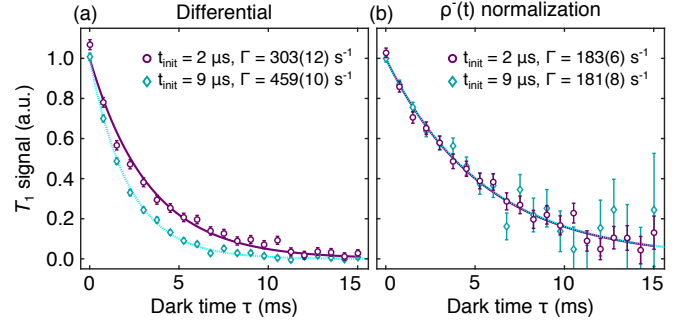 (a) Differential
(b) ρ⁻(t) normalization
T₁ signal (a.u.)
1.0
0.8
0.6
0.4
0.2
0.0
t_init = 2 μs, Γ = 303(12) s⁻¹
t_init = 9 μs, Γ = 459(10) s⁻¹
0 5 10 15
Dark time τ (ms)
t_init = 2 μs, Γ = 183(6) s⁻¹
t_init = 9 μs, Γ = 181(8) s⁻¹
0 5 10 15
Dark time τ (ms)